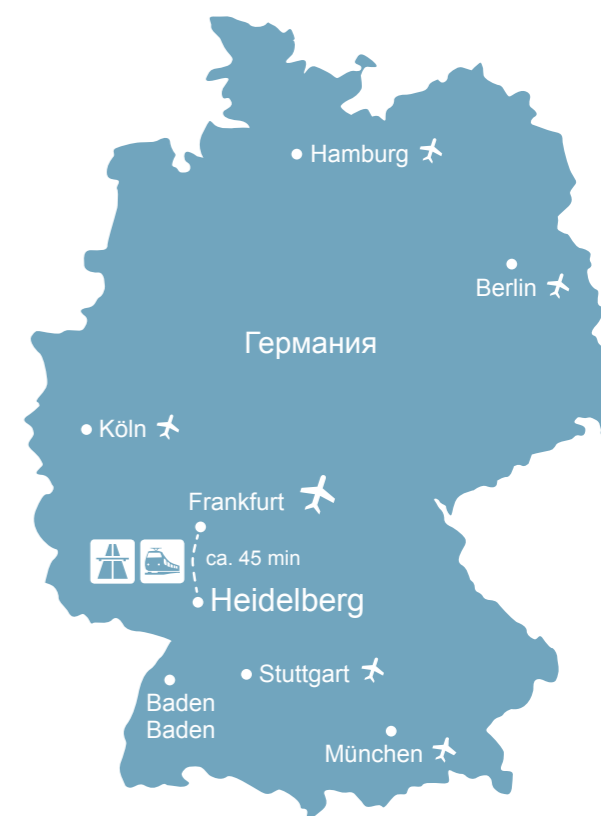 Hamburg
Berlin
Германия
Köln
Frankfurt
ca. 45 min
Heidelberg
Stuttgart
Baden
Baden
München